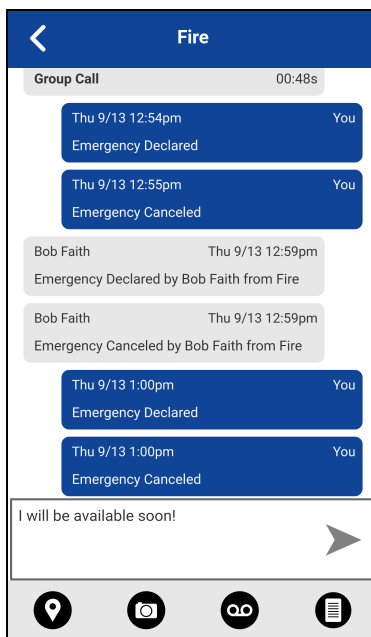 Fire
Group Call 00:48s
Thu 9/13 12:54pm You
Emergency Declared
Thu 9/13 12:55pm You
Emergency Canceled
Bob Faith Thu 9/13 12:59pm
Emergency Declared by Bob Faith from Fire
Bob Faith Thu 9/13 12:59pm
Emergency Canceled by Bob Faith from Fire
Thu 9/13 1:00pm You
Emergency Declared
Thu 9/13 1:00pm You
Emergency Canceled
I will be available soon!